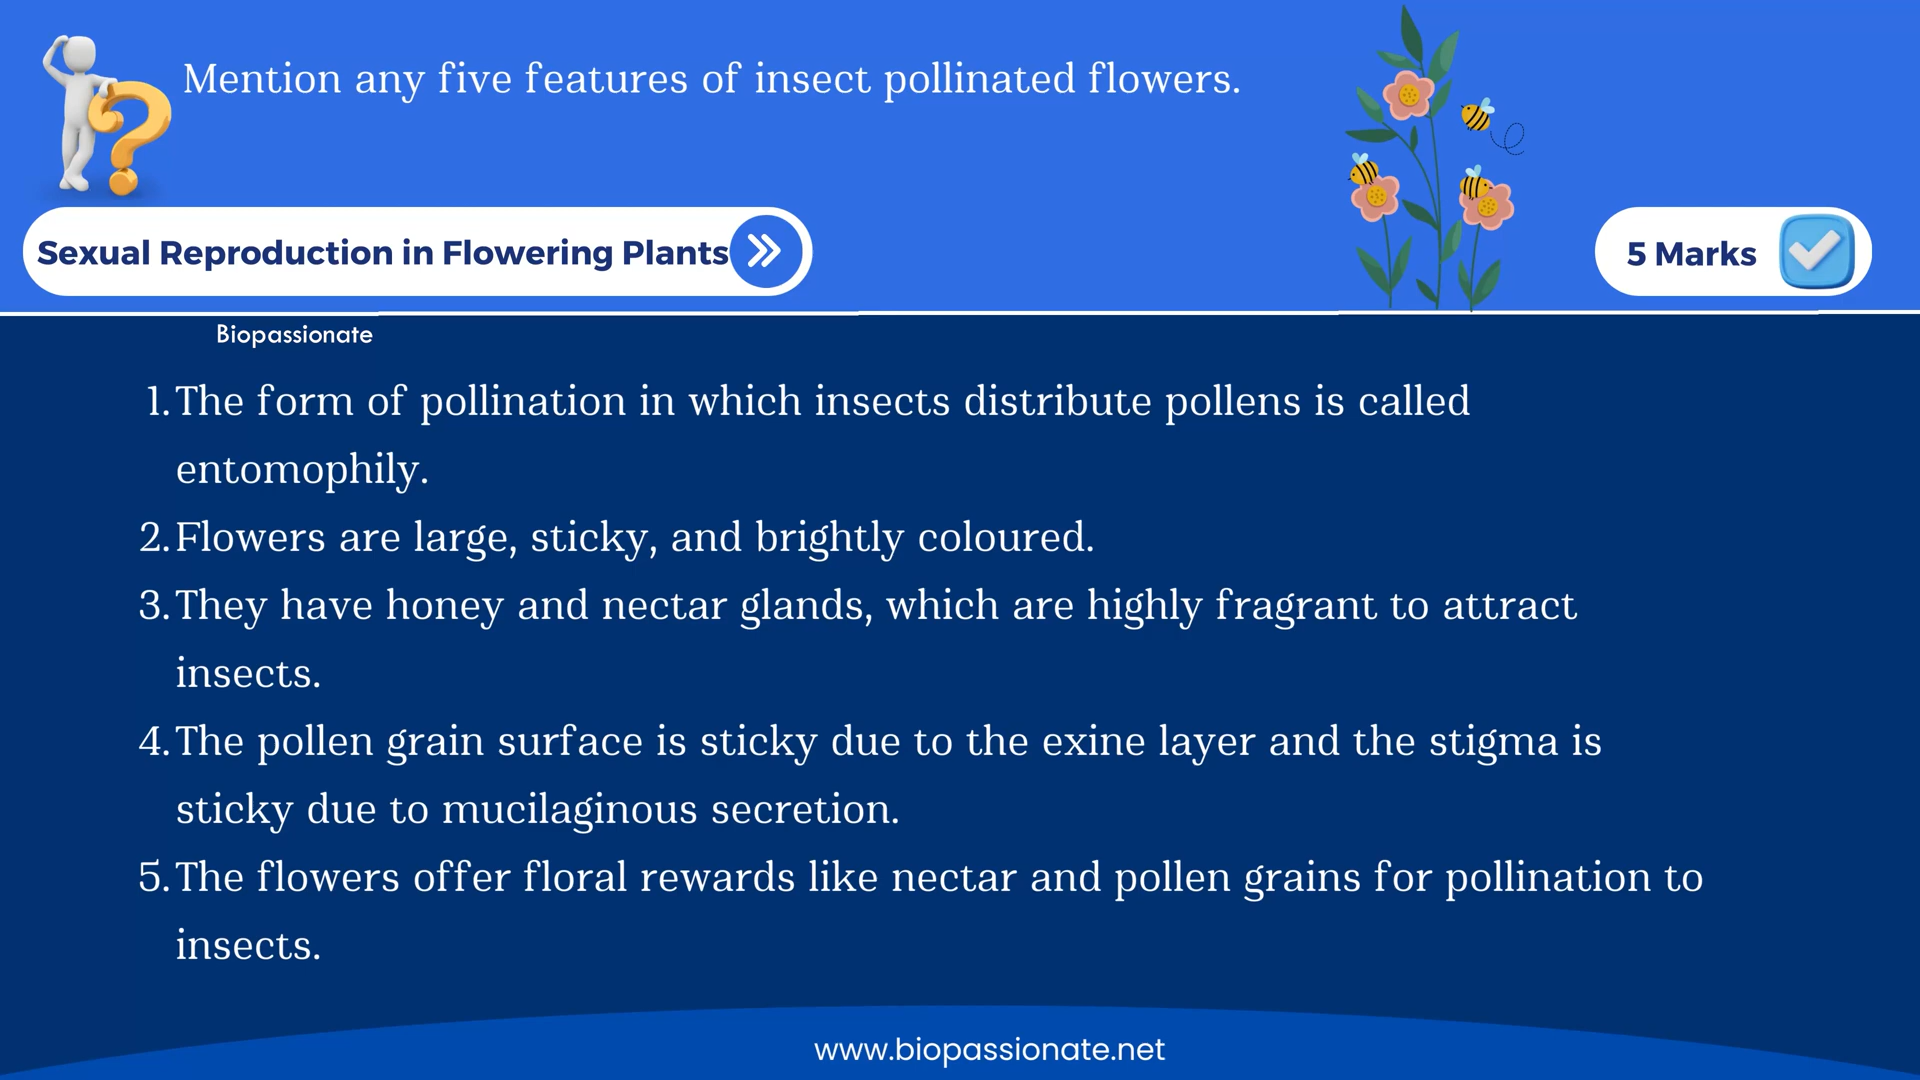 Mention any five features of insect pollinated flowers.
Sexual Reproduction in Flowering Plants
5 Marks
Biopassionate
1. The form of pollination in which insects distribute pollens is called
entomophily.
2. Flowers are large, sticky, and brightly coloured.
3. They have honey and nectar glands, which are highly fragrant to attract
insects.
4. The pollen grain surface is sticky due to the exine layer and the stigma is
sticky due to mucilaginous secretion.
5. The flowers offer floral rewards like nectar and pollen grains for pollination to
insects.
www.biopassionate.net